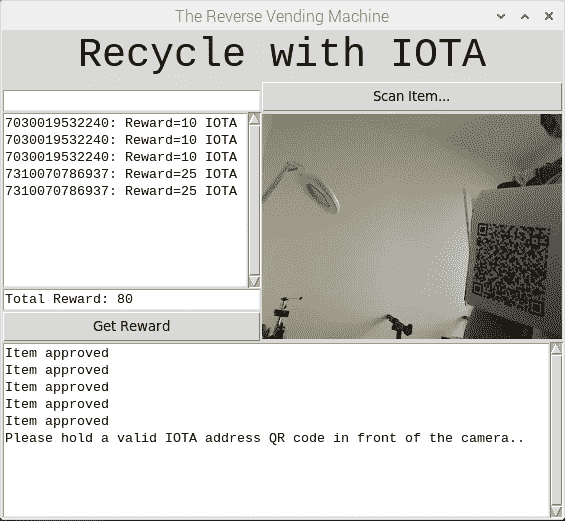 The Reverse Vending Machine
Recycle with IOTA
Scan Item...
7030019532240: Reward=10 IOTA
7030019532240: Reward=10 IOTA
7030019532240: Reward=10 IOTA
7310070786937: Reward=25 IOTA
7310070786937: Reward=25 IOTA
Total Reward: 80
Get Reward
Item approved
Item approved
Item approved
Item approved
Item approved
Please hold a valid IOTA address QR code in front of the camera..